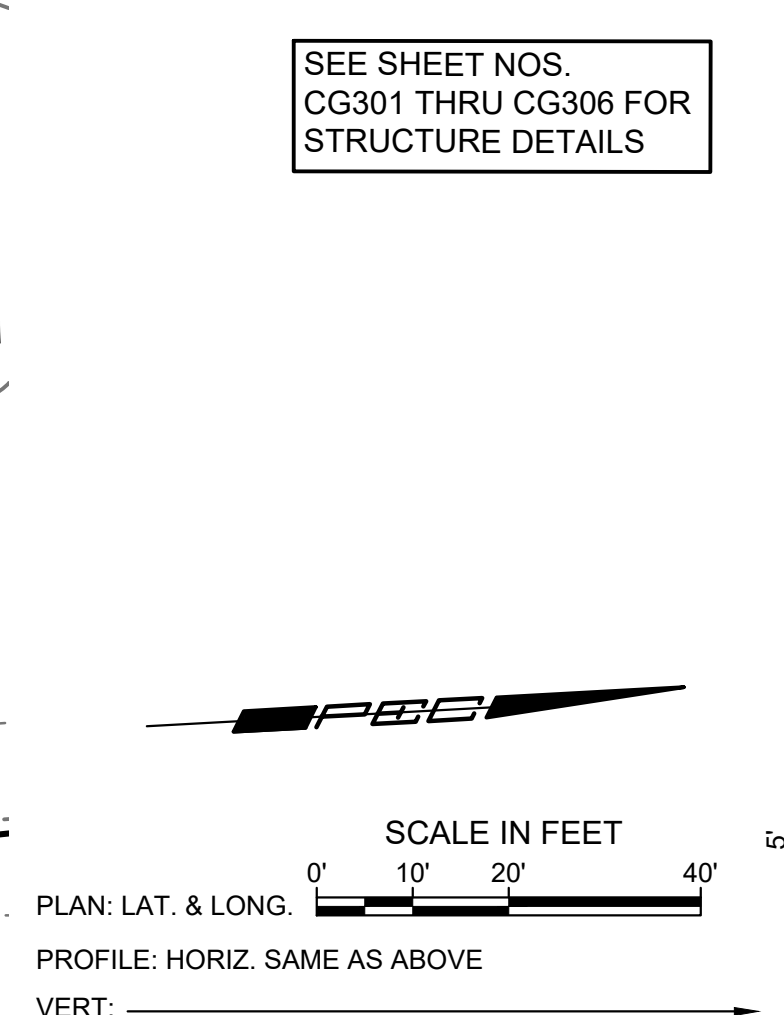 SEE SHEET NOS.
CG301 THRU CG306 FOR
STRUCTURE DETAILS
PEC
SCALE IN FEET
0' 10' 20' 40'
PLAN: LAT. & LONG.
PROFILE: HORIZ. SAME AS ABOVE
VERT:
5'